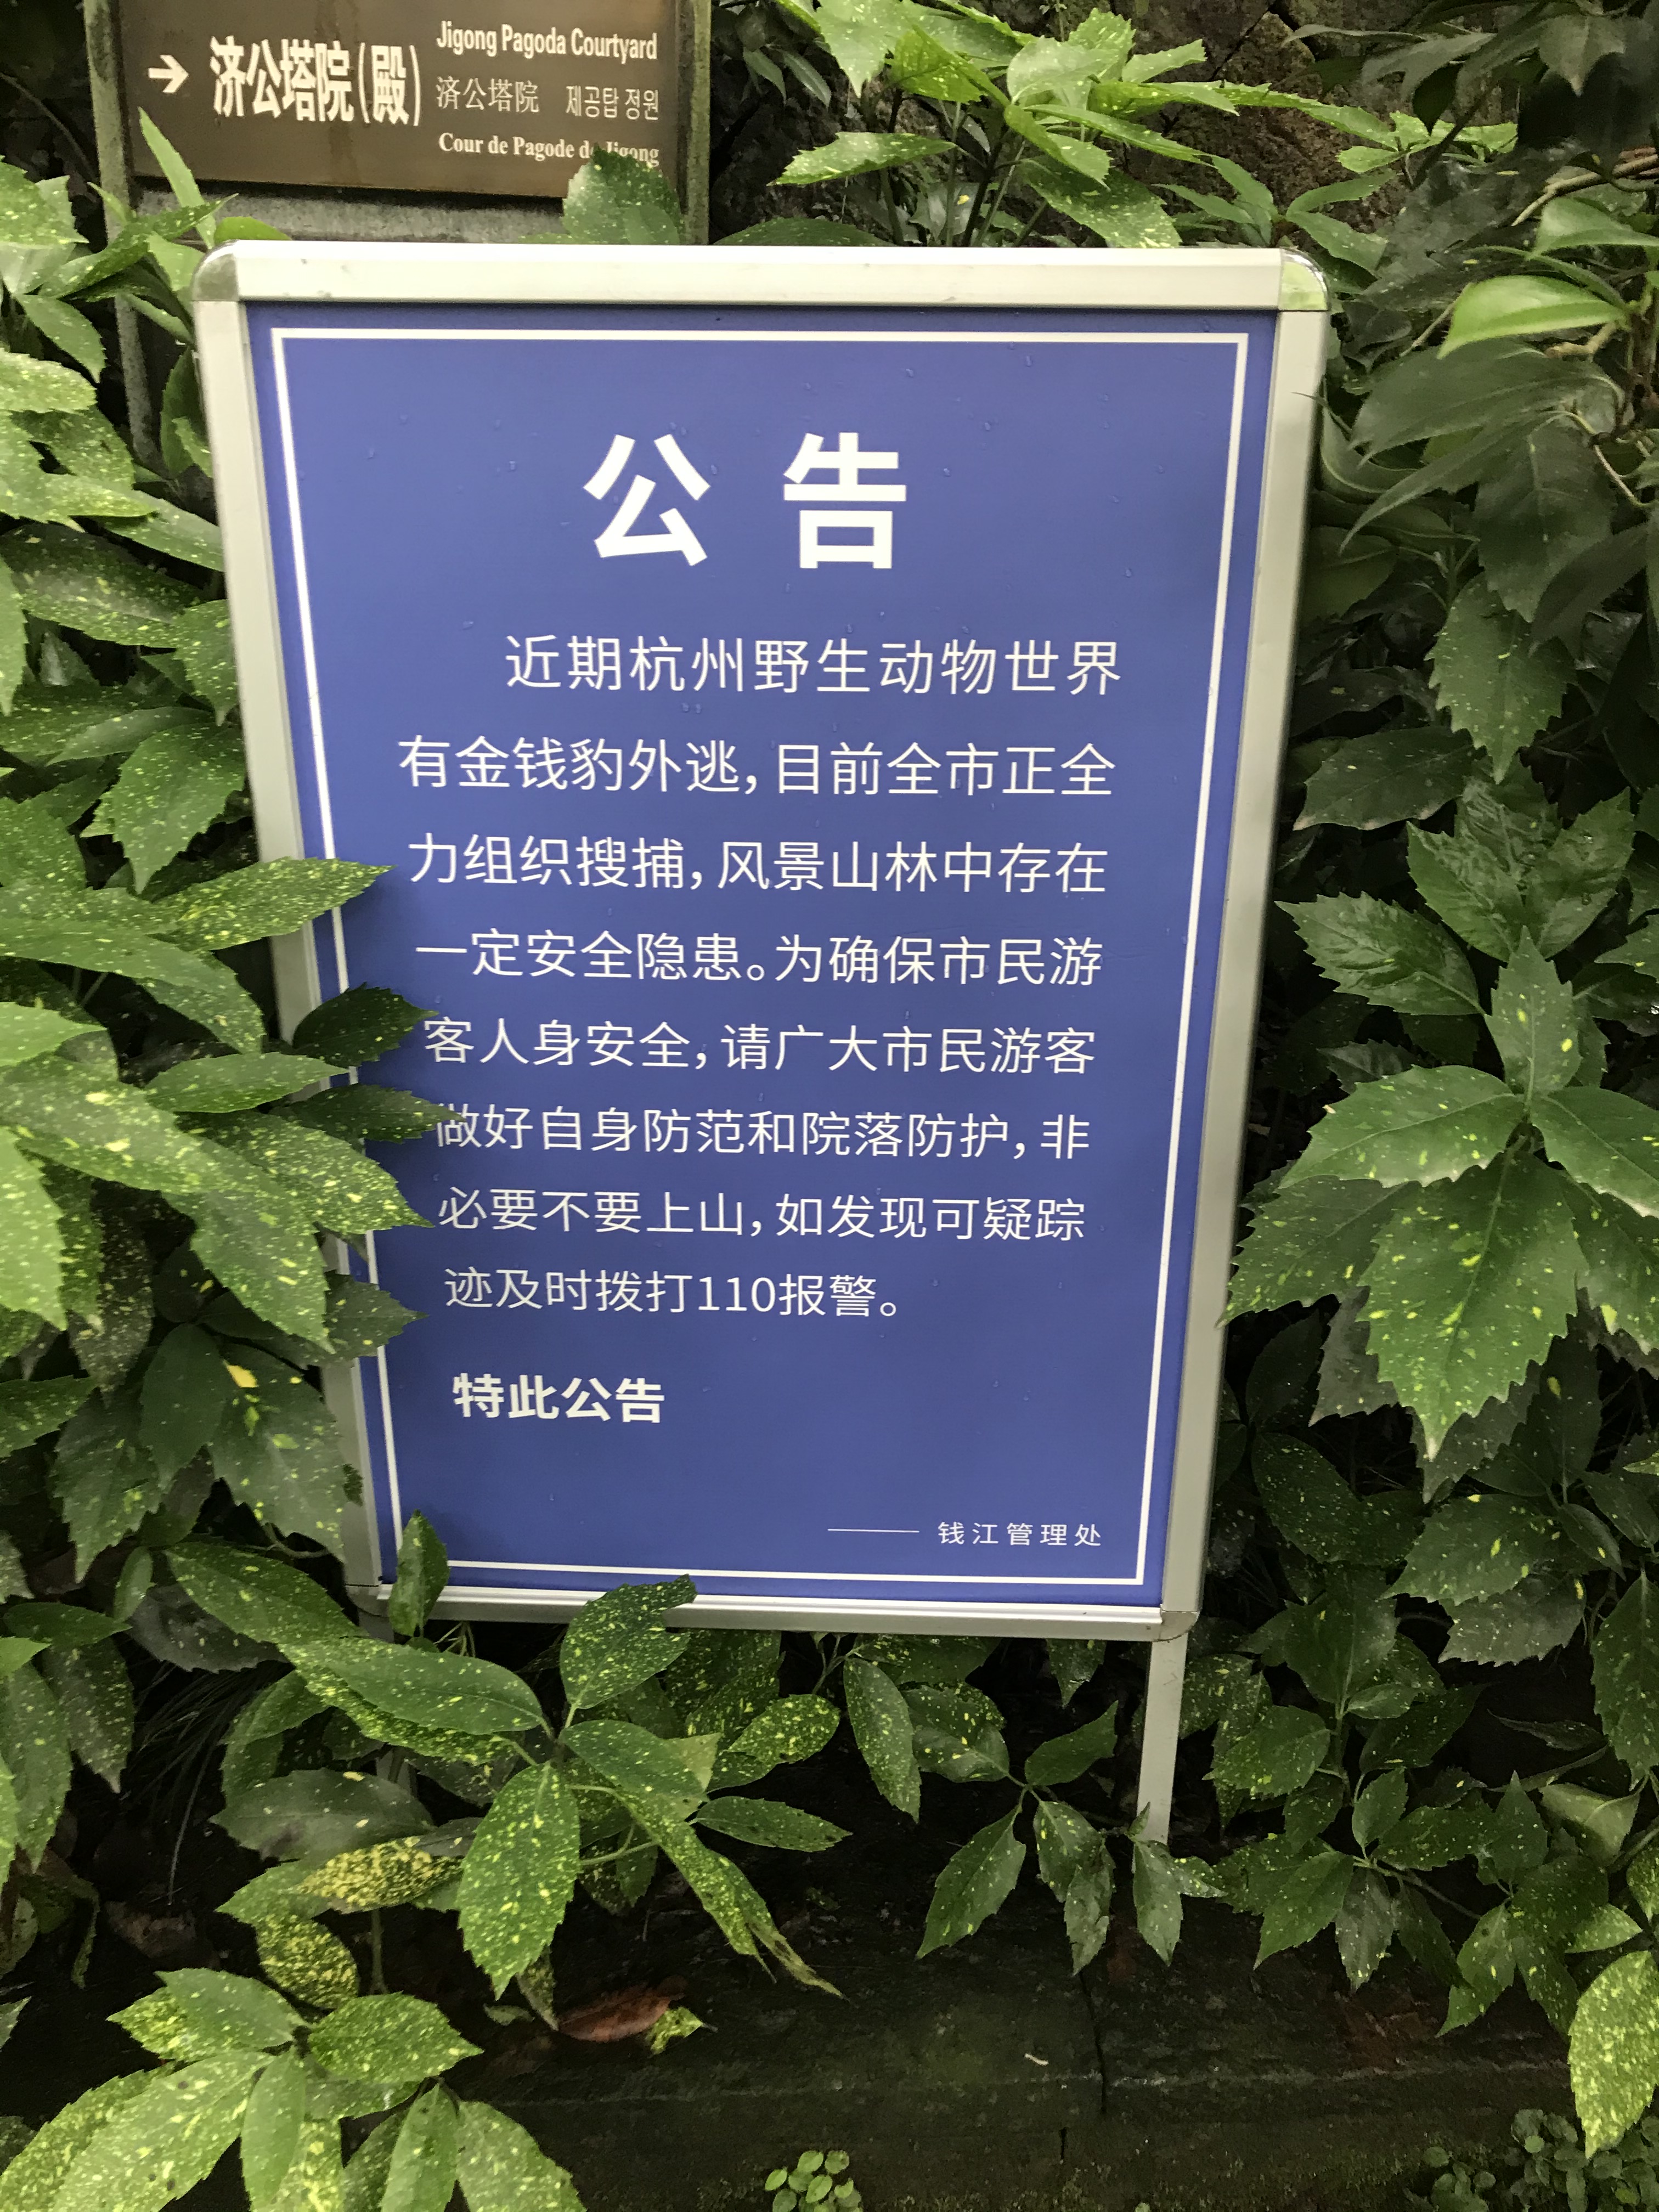 济公塔院(殿)
Jigong Pagoda Courtyard
済公塔院 제공탑 정원
Cour de Pagode de Jigong
公告
近期杭州野生动物世界
有金钱豹外逃，目前全市正全
力组织搜捕，风景山林中存在
一定安全隐患。为确保市民游
客人身安全，请广大市民游客
做好自身防范和院落防护，非
必要不要上山，如发现可疑踪
迹及时拨打110报警。
特此公告
——钱江管理处